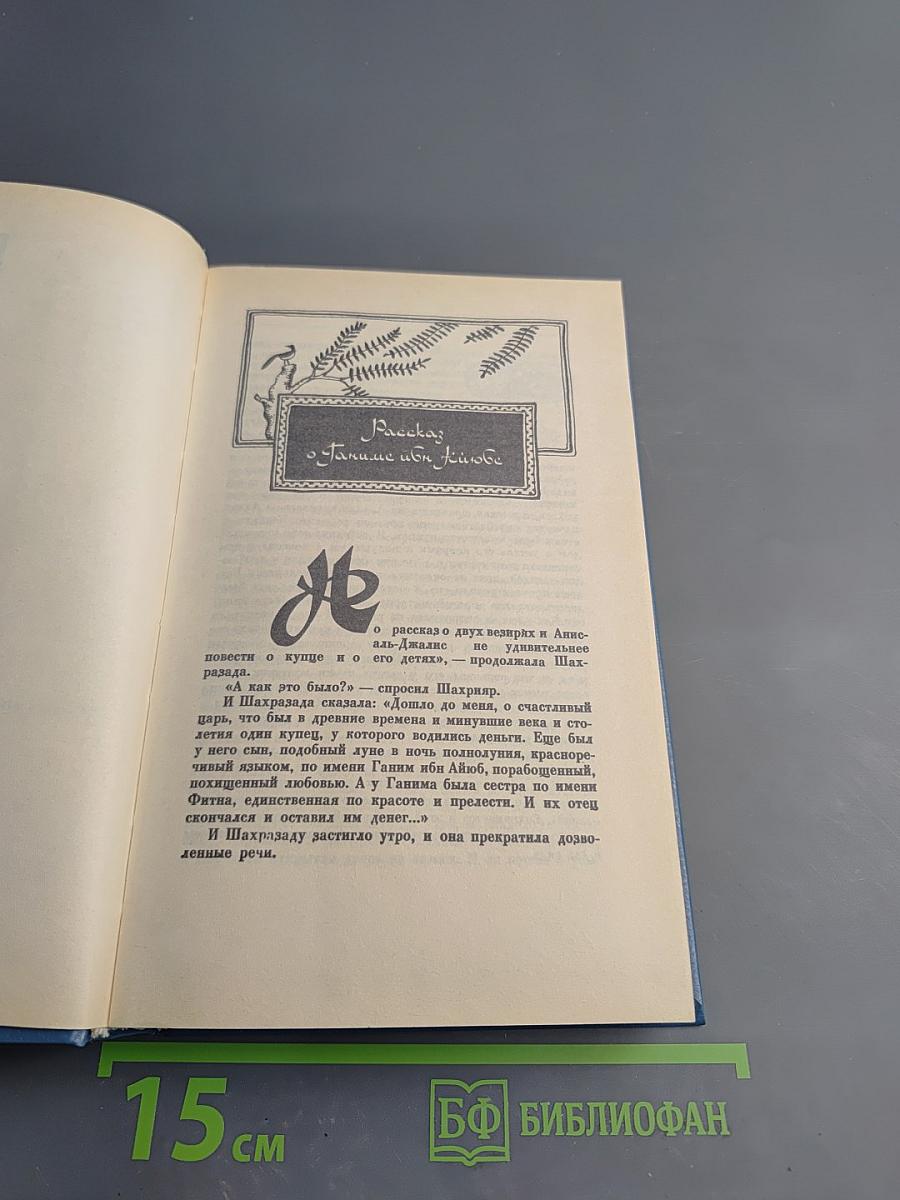 Рассказ
о Ганиме ибн Айюбе
Но рассказ о двух везирях и Анис-
аль-Джалис не удивительнее
повести о купце и о его детях», — продолжала Шах-
разада.
«А как это было?» — спросил Шахрияр.
И Шахразада сказала: «Дошло до меня, о счастливый
царь, что был в древние времена и минувшие века и сто-
летия один купец, у которого водились деньги. Еще был
у него сын, подобный луне в ночь полнолуния, красноре-
чивый языком, по имени Ганим ибн Айюб, порабощенный,
похищенный любовью. А у Ганима была сестра по имени
Фитна, единственная по красоте и прелести. И их отец
скончался и оставил им денег...»
И Шахразаду застигло утро, и она прекратила дозво-
ленные речи.
15 см
БФ БИБЛИОФАН